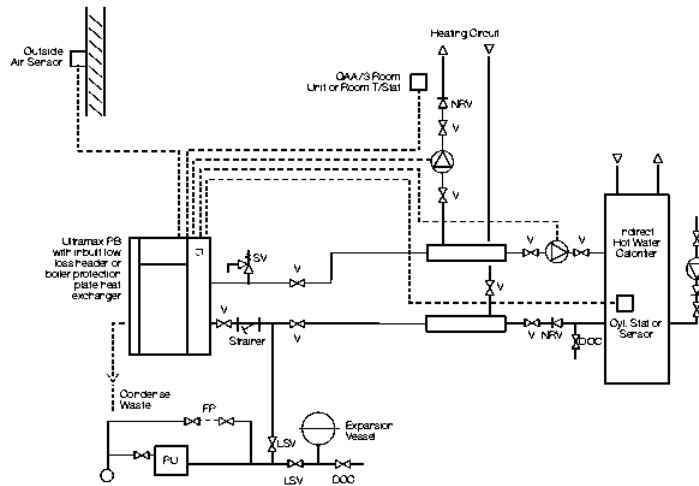 Heating Circuit
Outside
Air Sensor
QAA73 Room
Unit or Room T/Stat
NRV
V
V
Ultramax PB
with inbuilt low
loss header or
boiler protection
plate heat
exchanger
SV
V
V
V
Indirect
Hot Water
Calorifier
V
V
Strainer
V
V
NRV
DOC
Cyl. Stat or
Sensor
Condense
Waste
FP
PU
LSV
LSV
Expansion
Vessel
DOC